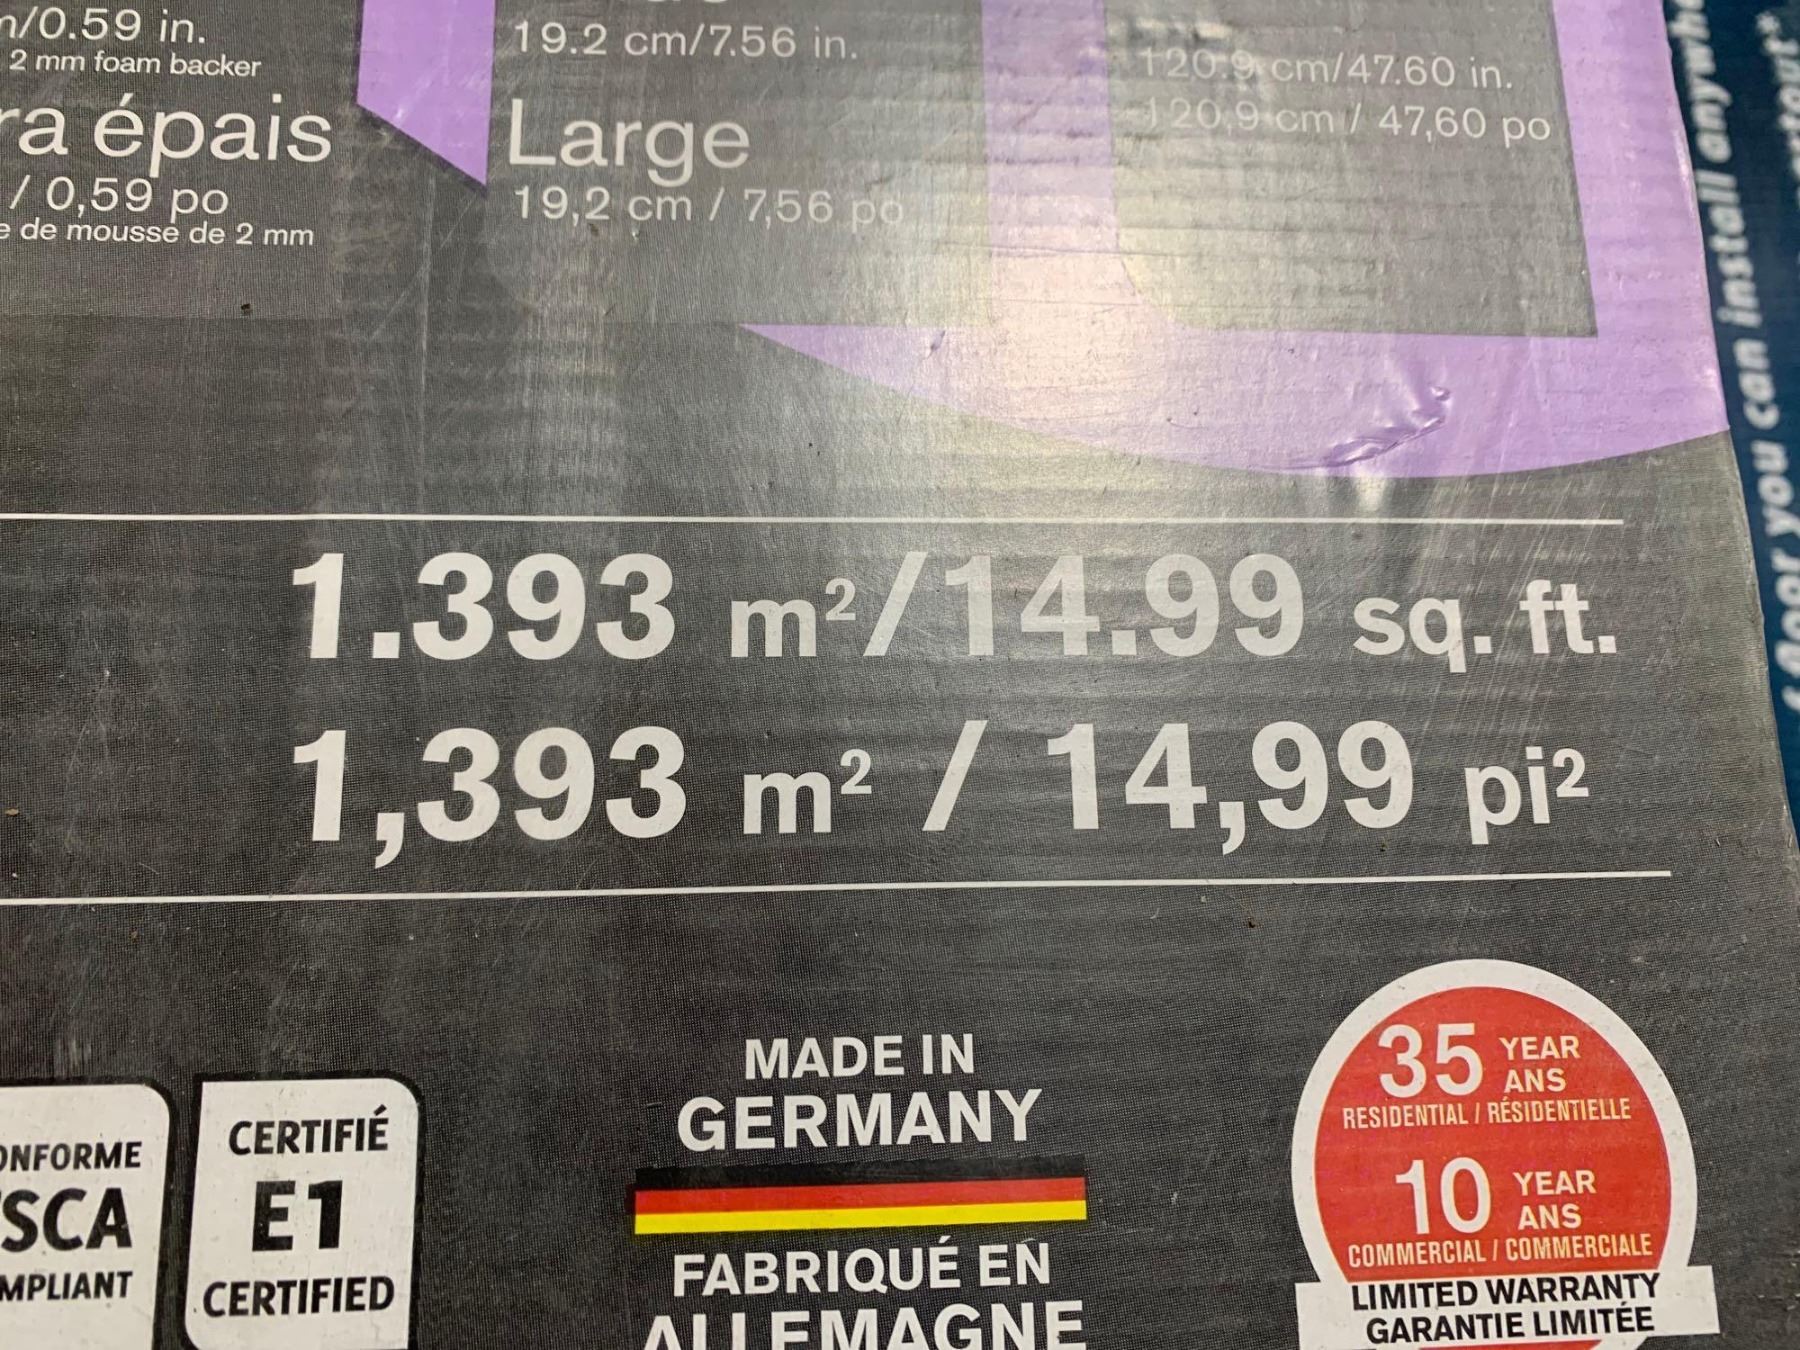 /0.59 in.
2 mm foam backer
ra épais
/ 0,59 po
e de mousse de 2 mm
19.2 cm/7.56 in.
Large
19,2 cm / 7,56 po
120.9 cm/47.60 in.
120,9 cm / 47,60 po
1.393 m²/14.99 sq. ft.
1,393 m² / 14,99 pi²
ONFORME
SCA
MPLIANT
CERTIFIÉ
E1
CERTIFIED
MADE IN
GERMANY
FABRIQUÉ EN
ALLEMAGNE
35 YEAR
ANS
RESIDENTIAL / RÉSIDENTIELLE
10 YEAR
ANS
COMMERCIAL / COMMERCIALE
LIMITED WARRANTY
GARANTIE LIMITÉE
floor you can install anywhe